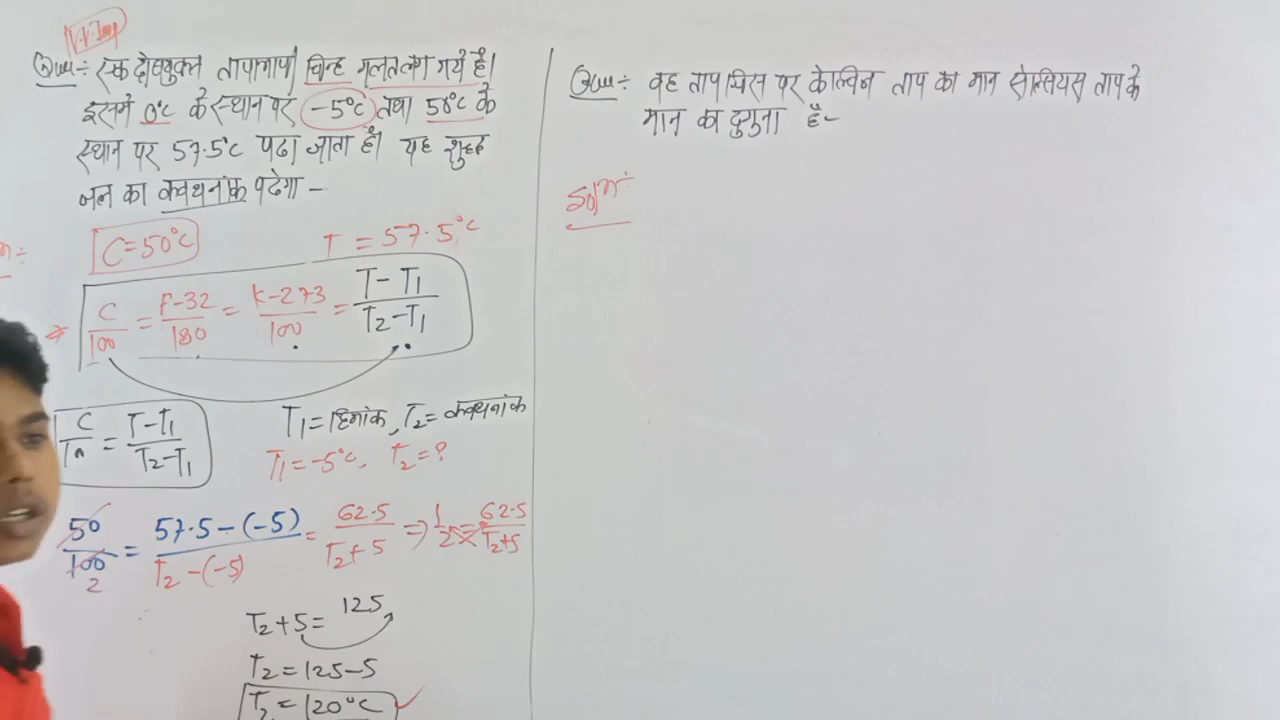 V.V.Imp
Que÷ एक दोषयुक्त तापमापी चिन्ह गलत लग गये हैं।
इसमें 0°C के स्थान पर -5°C तथा 50°C के
स्थान पर 57.5°C पढा जाता है। यह शुद्ध
जल का क्वथनांक पढेगा -
C=50°C T = 57.5°C
C/100 = F-32/180 = K-273/100 = T-T₁/T₂-T₁
C/100 = T-T₁/T₂-T₁
T₁ = हिमांक, T₂ = क्वथनांक
T₁ = -5°C, T₂ = ?
50/100 = 57.5-(-5)/T₂-(-5) = 62.5/T₂+5 ⇒ 1/2 = 62.5/T₂+5
2
T₂+5 = 125
T₂ = 125-5
T₂ = 120°C
Que÷ वह ताप जिस पर केल्विन ताप का मान सेल्सियस ताप के
मान का दुगुना है-
Solⁿ÷